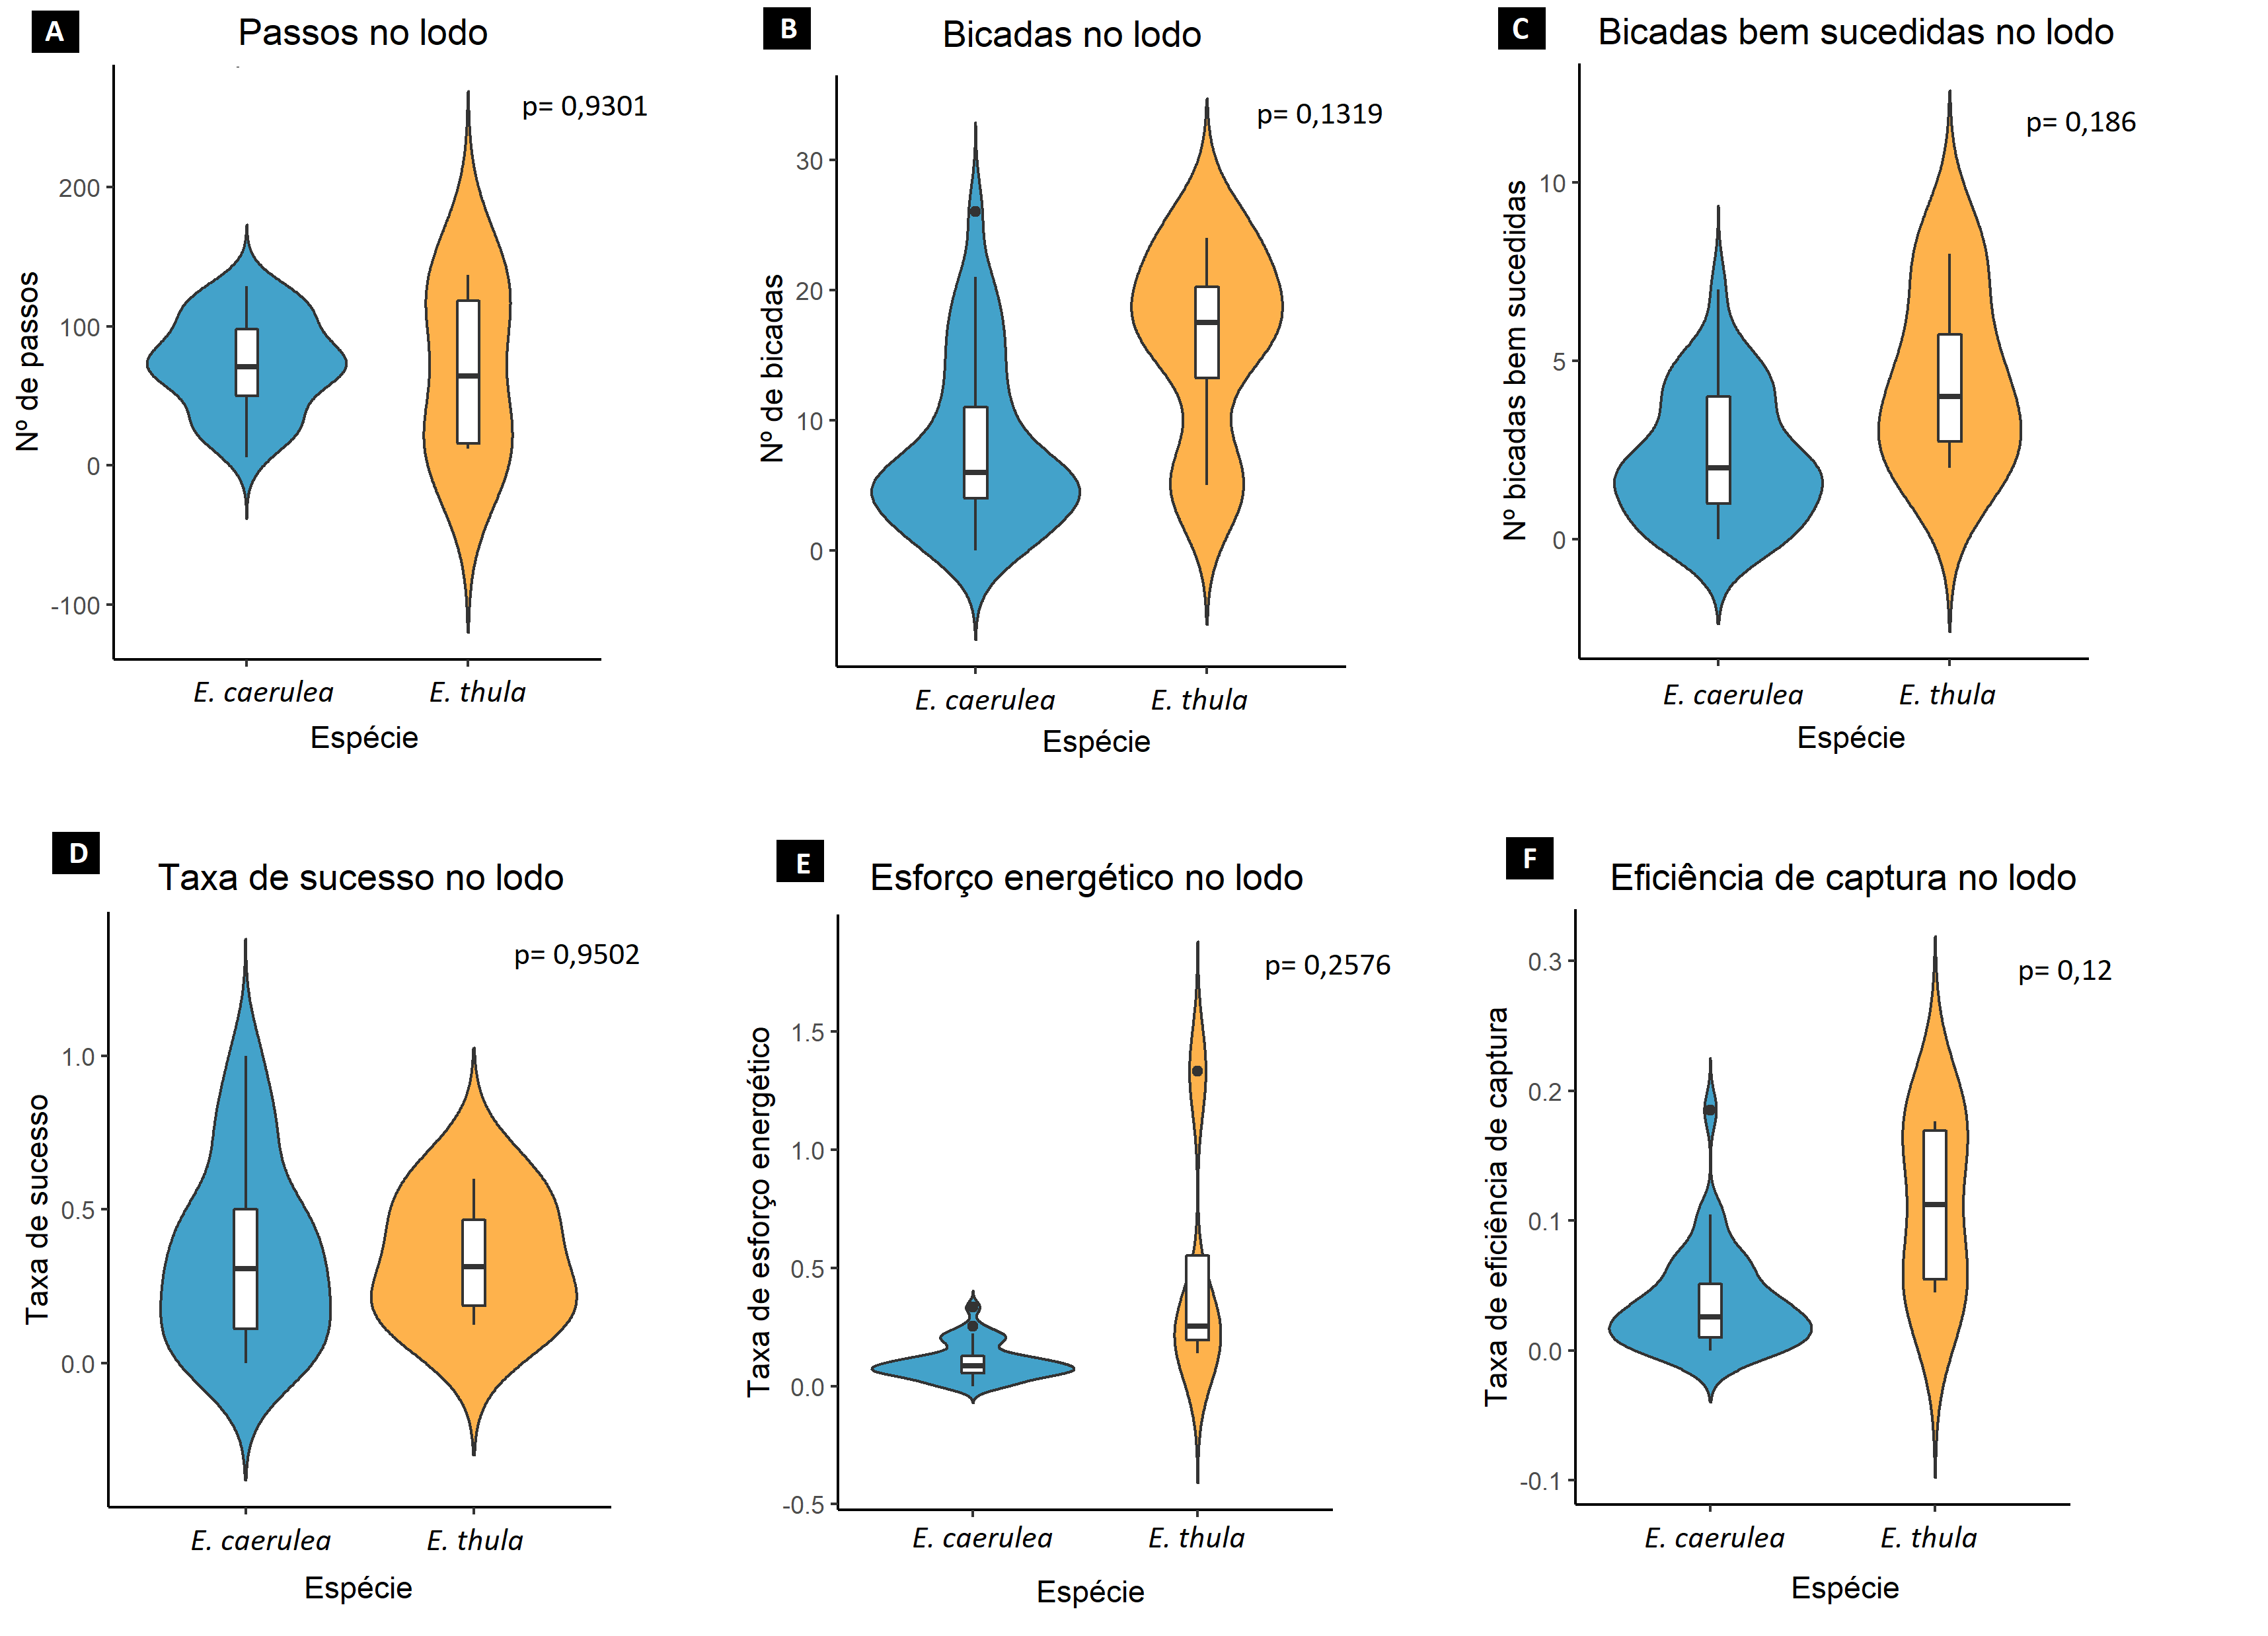 A
Passos no lodo
p= 0,9301
Nº de passos
200
100
0
-100
E. caerulea
E. thula
Espécie
B
Bicadas no lodo
p= 0,1319
Nº de bicadas
30
20
10
0
E. caerulea
E. thula
Espécie
C
Bicadas bem sucedidas no lodo
p= 0,186
Nº bicadas bem sucedidas
10
5
0
E. caerulea
E. thula
Espécie
D
Taxa de sucesso no lodo
p= 0,9502
Taxa de sucesso
1.0
0.5
0.0
E. caerulea
E. thula
Espécie
E
Esforço energético no lodo
p= 0,2576
Taxa de esforço energético
1.5
1.0
0.5
0.0
-0.5
E. caerulea
E. thula
Espécie
F
Eficiência de captura no lodo
p= 0,12
Taxa de eficiência de captura
0.3
0.2
0.1
0.0
-0.1
E. caerulea
E. thula
Espécie